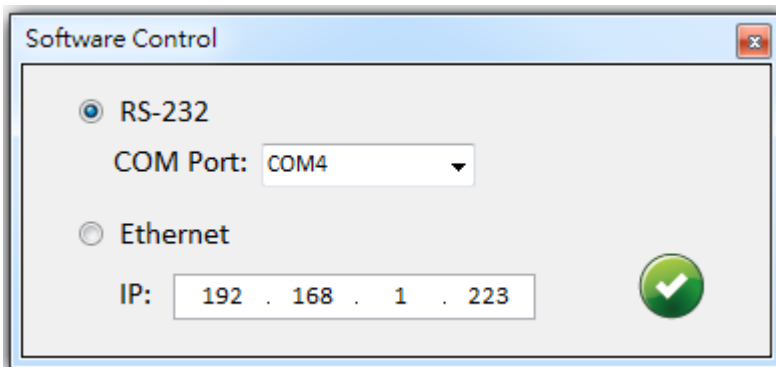 Software Control
RS-232
COM Port: COM4
Ethernet
IP: 192 . 168 . 1 . 223